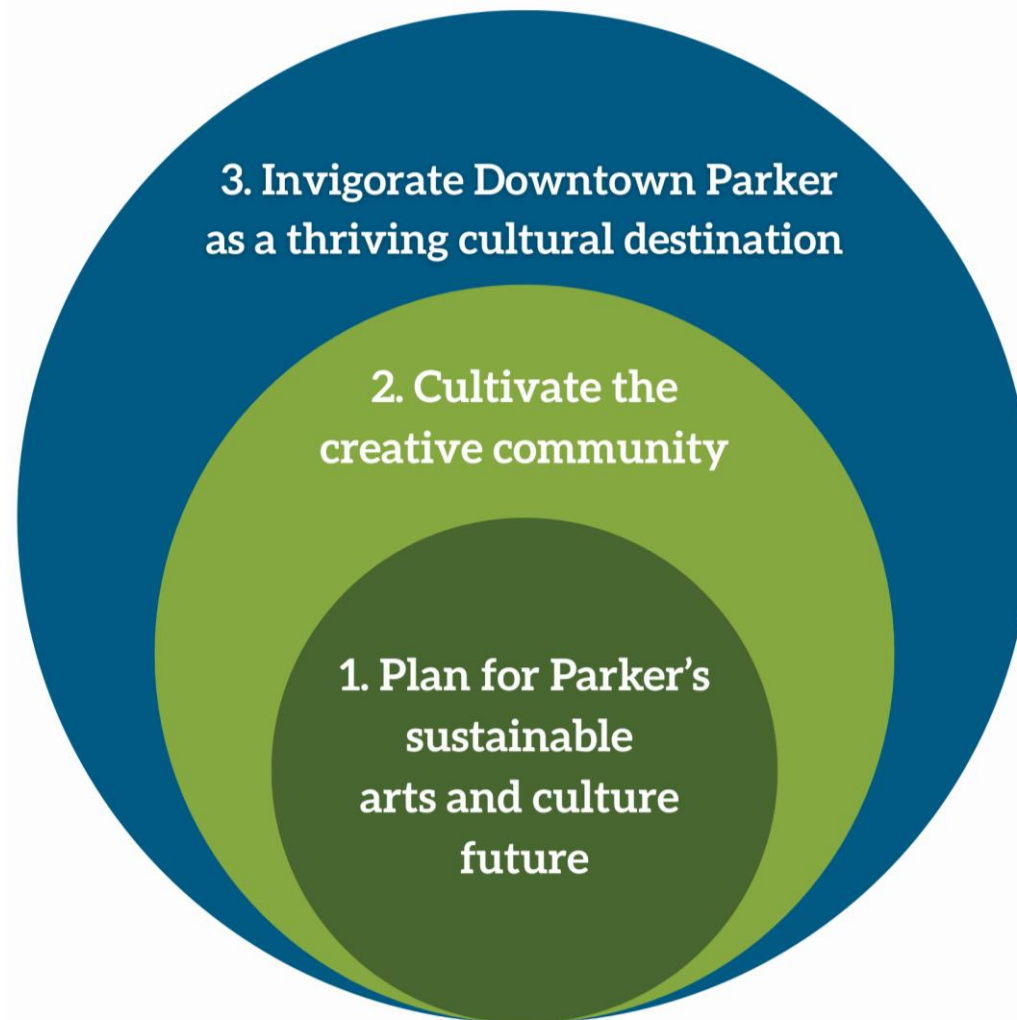 3. Invigorate Downtown Parker
as a thriving cultural destination
2. Cultivate the
creative community
1. Plan for Parker’s
sustainable
arts and culture
future